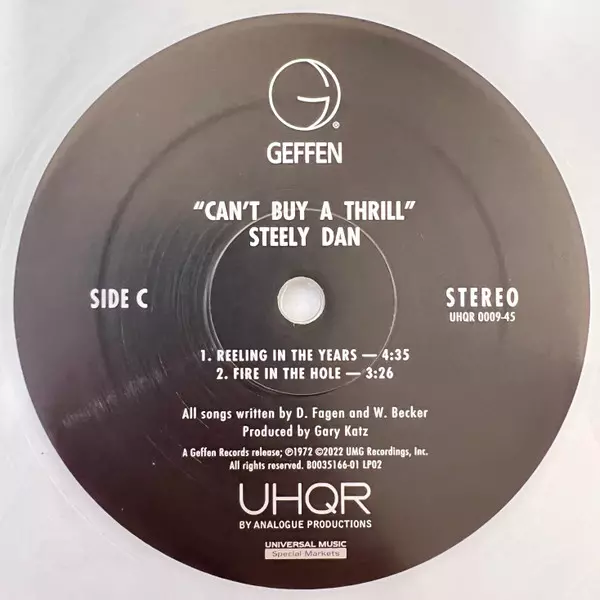 G®
GEFFEN
"CAN'T BUY A THRILL"
STEELY DAN
SIDE C
STEREO
UHQR 0009-45
1. REELING IN THE YEARS — 4:35
2. FIRE IN THE HOLE — 3:26
All songs written by D. Fagen and W. Becker
Produced by Gary Katz
A Geffen Records release; ℗1972 ©2022 UMG Recordings, Inc.
All rights reserved. B0035166-01 LP02
UHQR
BY ANALOGUE PRODUCTIONS
UNIVERSAL MUSIC
Special Markets